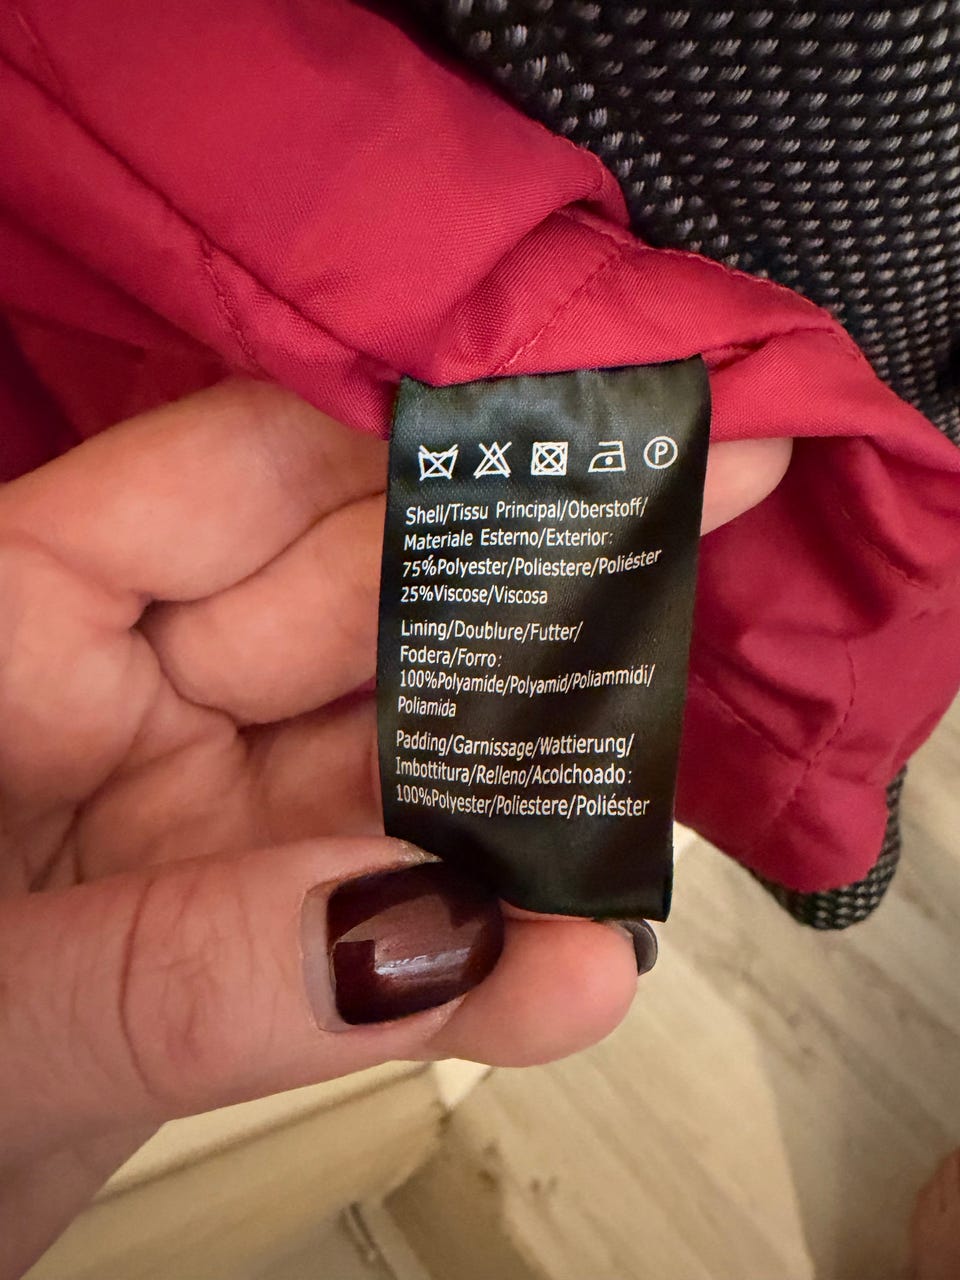 P
Shell/Tissu Principal/Oberstoff/
Materiale Esterno/Exterior:
75%Polyester/Poliestere/Poliéster
25%Viscose/Viscosa
Lining/Doublure/Futter/
Fodera/Forro:
100%Polyamide/Polyamid/Poliammidi/
Poliamida
Padding/Garnissage/Wattierung/
Imbottitura/Relleno/Acolchoado:
100%Polyester/Poliestere/Poliéster